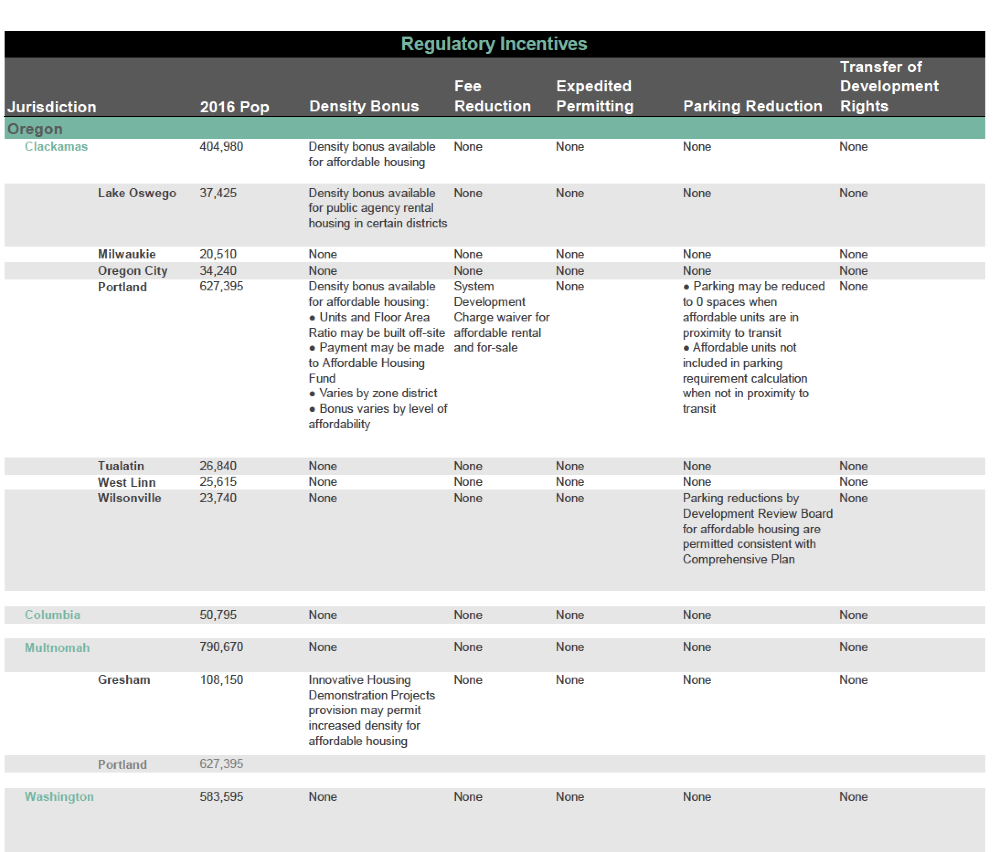 Regulatory Incentives
Jurisdiction 2016 Pop Density Bonus Fee Reduction Expedited Permitting Parking Reduction Transfer of Development Rights
Oregon
Clackamas 404,980 Density bonus available None None None None
for affordable housing
Lake Oswego 37,425 Density bonus available None None None None
for public agency rental
housing in certain districts
Milwaukie 20,510 None None None None None
Oregon City 34,240 None None None None None
Portland 627,395 Density bonus available System None ● Parking may be reduced None
for affordable housing: Development to 0 spaces when
● Units and Floor Area Charge waiver for affordable units are in
Ratio may be built off-site affordable rental proximity to transit
● Payment may be made and for-sale ● Affordable units not
to Affordable Housing included in parking
Fund requirement calculation
● Varies by zone district when not in proximity to
● Bonus varies by level of transit
affordability
Tualatin 26,840 None None None None None
West Linn 25,615 None None None None None
Wilsonville 23,740 None None None Parking reductions by None
Development Review Board
for affordable housing are
permitted consistent with
Comprehensive Plan
Columbia 50,795 None None None None None
Multnomah 790,670 None None None None None
Gresham 108,150 Innovative Housing None None None None
Demonstration Projects
provision may permit
increased density for
affordable housing
Portland 627,395
Washington 583,595 None None None None None